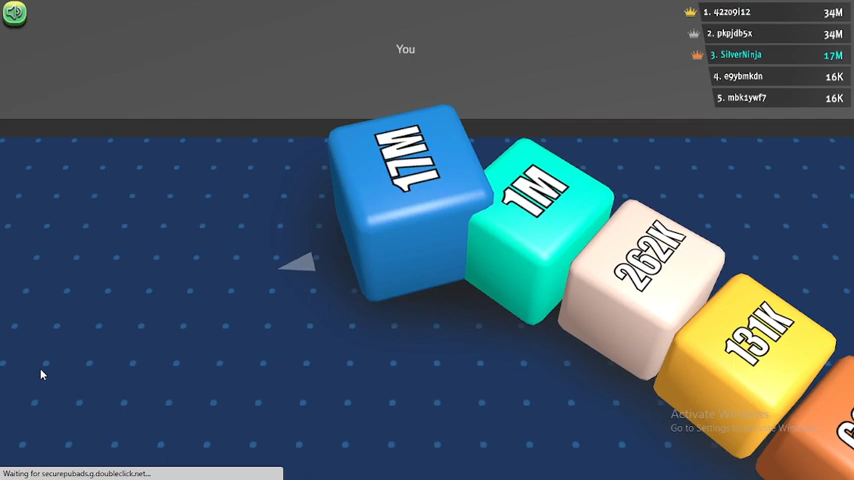 You
1. 42zo9i12 34M
2. pkpjdb5x 34M
3. SilverNinja 17M
4. e9ybmkdn 16K
5. mbk1ywf7 16K
17M
1M
262K
131K
Activate Windows
Go to Settings to activate Windows.
Waiting for securepubads.g.doubleclick.net...